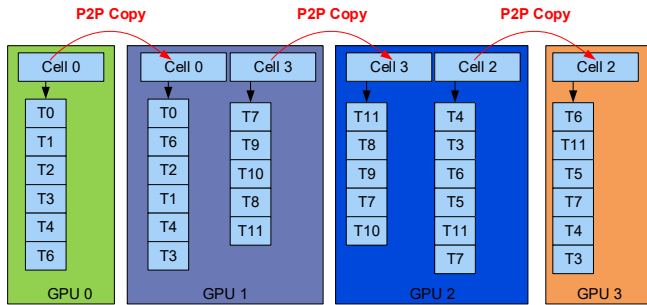 P2P Copy P2P Copy P2P Copy
Cell 0 Cell 0 Cell 3 Cell 3 Cell 2 Cell 2
T0
T1
T2
T3
T4
T6
GPU 0
T0
T6
T2
T1
T4
T3
T7
T9
T10
T8
T11
GPU 1
T11
T8
T9
T7
T10
T4
T3
T6
T5
T11
T7
GPU 2
T6
T11
T5
T7
T4
T3
GPU 3